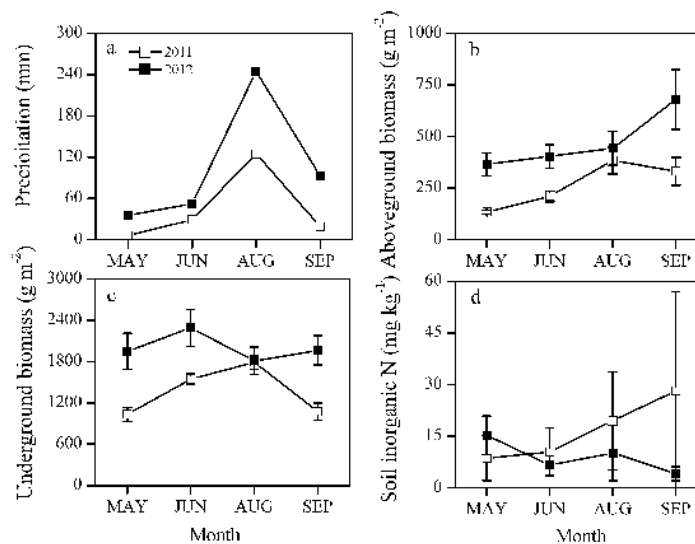 Precioitation (mm)
300
240
120
60
0
a
2011
2012
MAY JUN AUG SEP
Aboveground biomass (g m⁻²)
1000
750
500
250
0
b
MAY JUN AUG SEP
Underground biomass (g m⁻²)
3000
2400
1800
1200
600
0
c
MAY JUN AUG SEP
Month
Soil inorganic N (mg kg⁻¹)
60
45
30
15
0
d
MAY JUN AUG SEP
Month